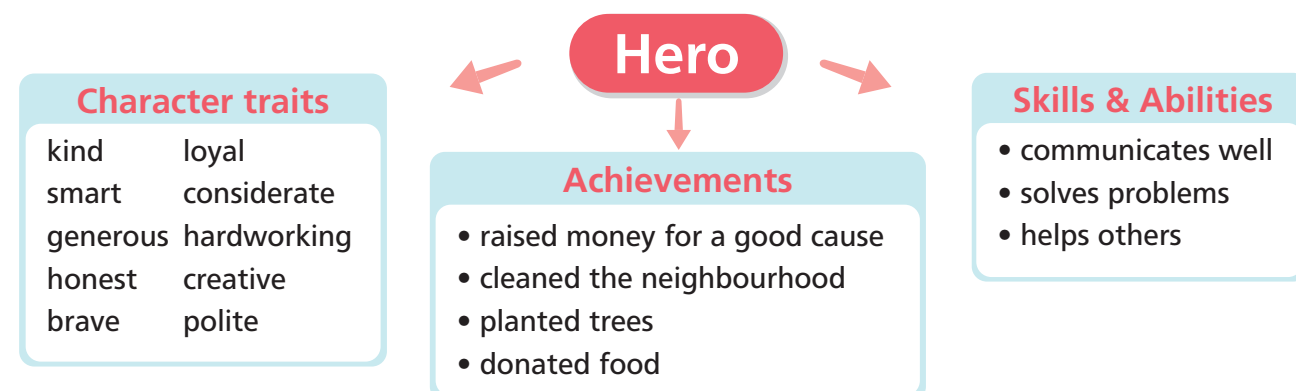 Hero
Character traits
kind loyal
smart considerate
generous hardworking
honest creative
brave polite
Achievements
• raised money for a good cause
• cleaned the neighbourhood
• planted trees
• donated food
Skills & Abilities
• communicates well
• solves problems
• helps others